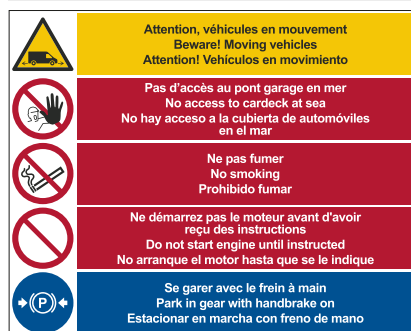 Attention, véhicules en mouvement
Beware! Moving vehicles
Attention! Vehículos en movimiento
Pas d'accès au pont garage en mer
No access to cardeck at sea
No hay acceso a la cubierta de automóviles
en el mar
Ne pas fumer
No smoking
Prohibido fumar
Ne démarrez pas le moteur avant d'avoir
reçu des instructions
Do not start engine until instructed
No arranque el motor hasta que se le indique
(P)
Se garer avec le frein à main
Park in gear with handbrake on
Estacionar en marcha con freno de mano